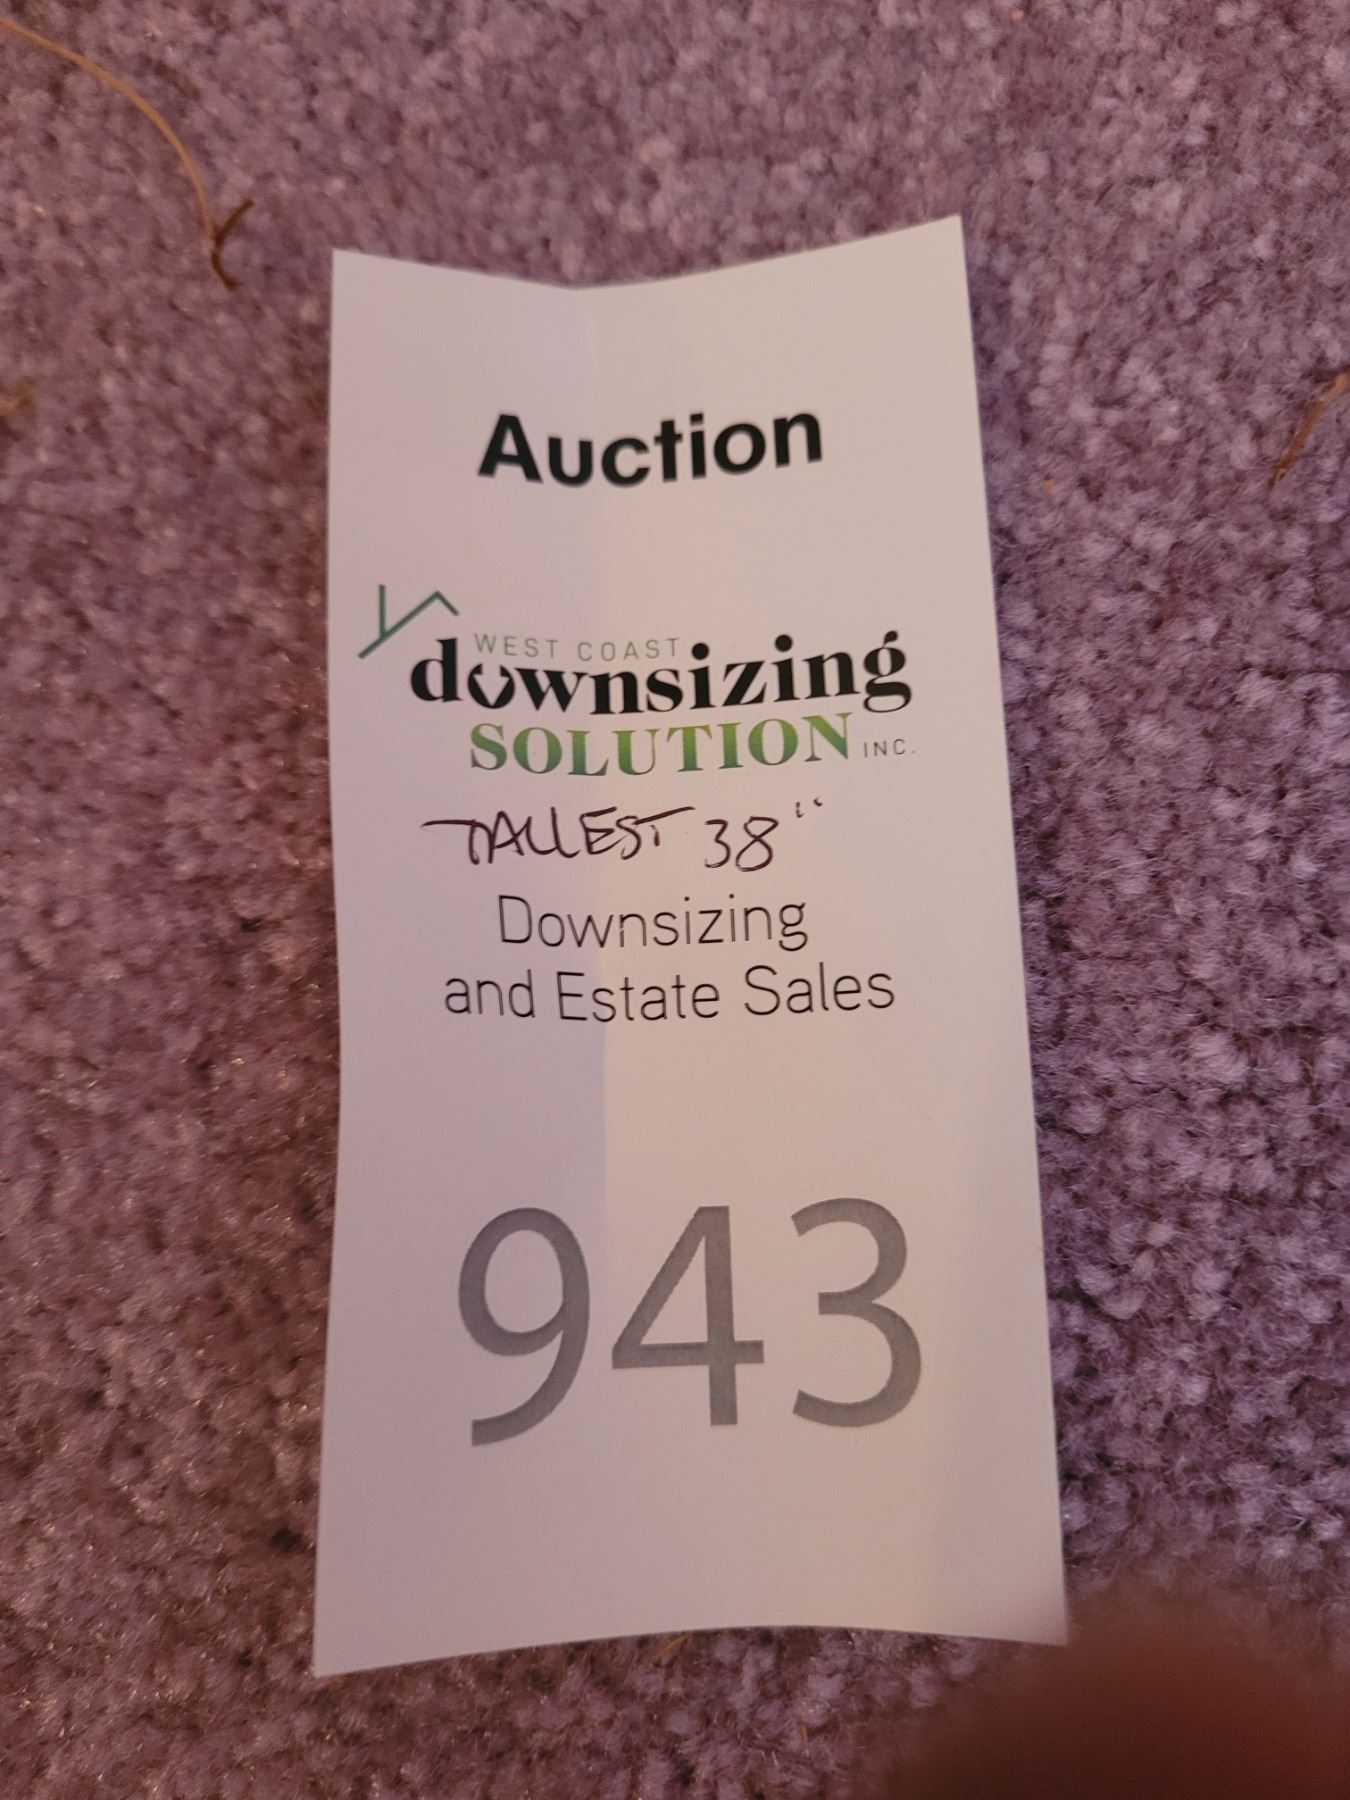 Auction
WEST COAST
downsizing
SOLUTION INC.
TALLEST 38"
Downsizing
and Estate Sales
943